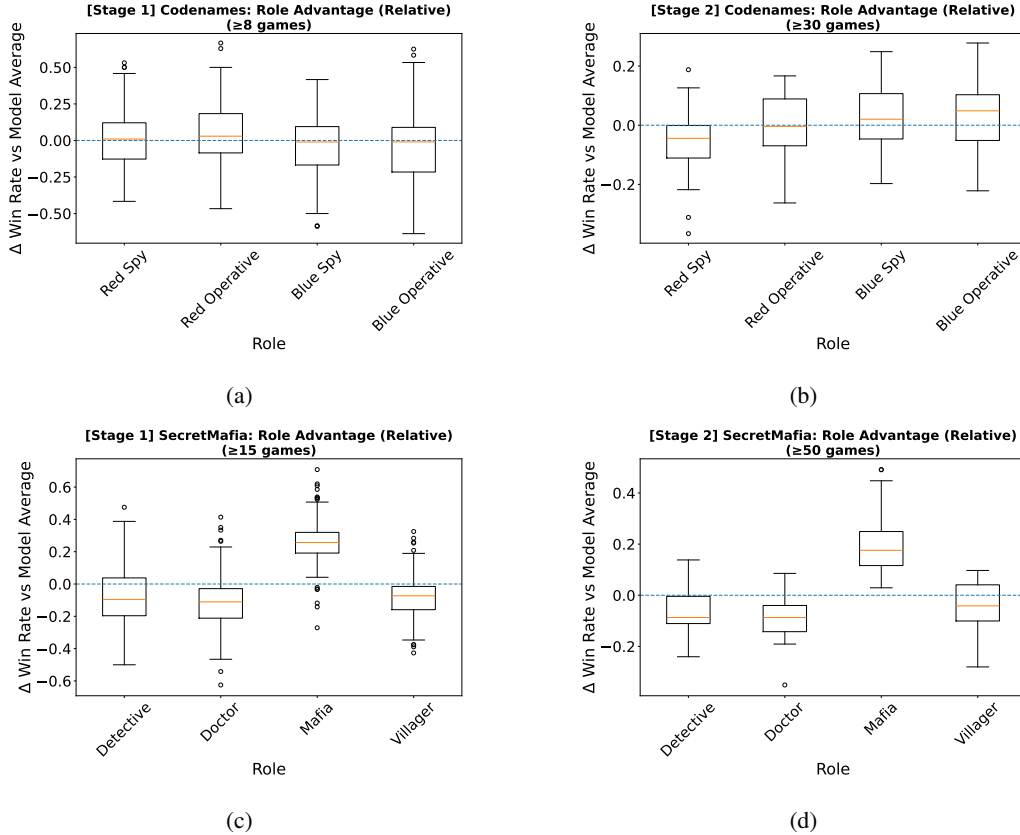 [Stage 1] Codenames: Role Advantage (Relative)
(≥8 games)
Δ Win Rate vs Model Average
0.50
0.25
0.00
−0.25
−0.50
Red Spy
Red Operative
Blue Spy
Blue Operative
Role
(a)
[Stage 2] Codenames: Role Advantage (Relative)
(≥30 games)
Δ Win Rate vs Model Average
0.2
0.0
−0.2
Red Spy
Red Operative
Blue Spy
Blue Operative
Role
(b)
[Stage 1] SecretMafia: Role Advantage (Relative)
(≥15 games)
Δ Win Rate vs Model Average
0.6
0.4
0.2
0.0
−0.2
−0.4
−0.6
Detective
Doctor
Mafia
Villager
Role
(c)
[Stage 2] SecretMafia: Role Advantage (Relative)
(≥50 games)
Δ Win Rate vs Model Average
0.4
0.2
0.0
−0.2
Detective
Doctor
Mafia
Villager
Role
(d)